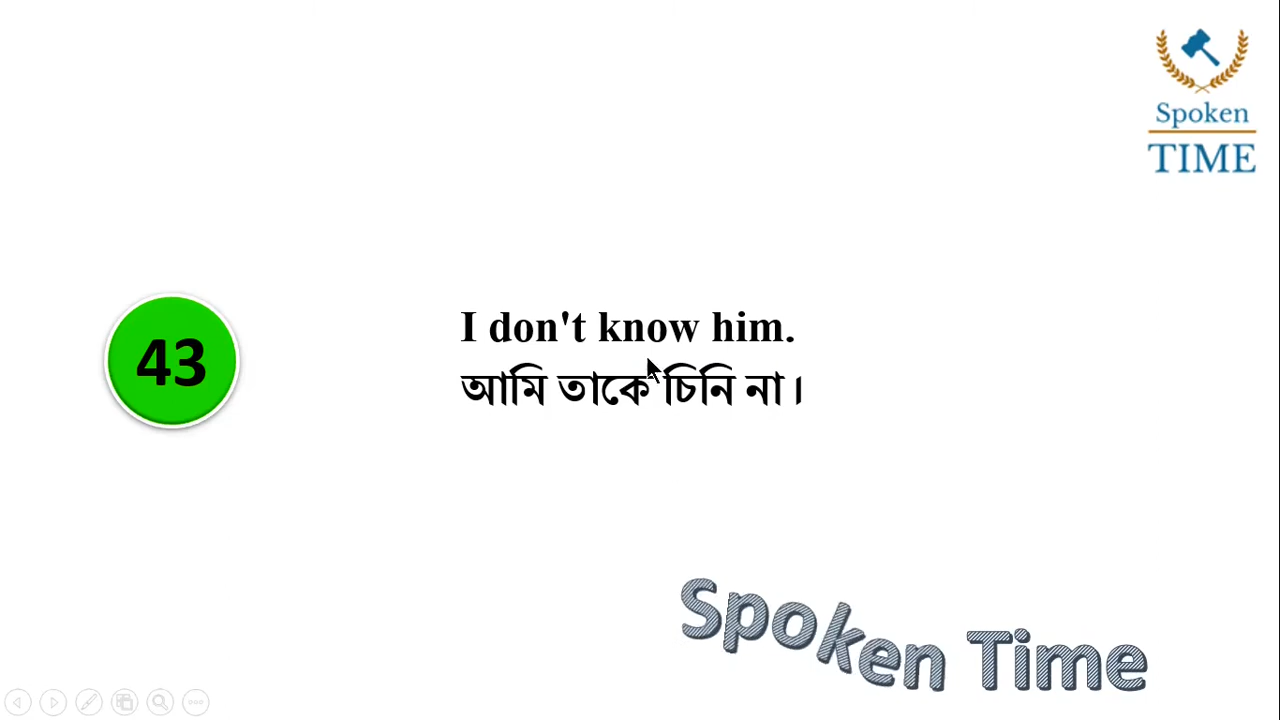 Spoken
TIME
43
I don't know him.
আমি তাকে চিনি না।
Spoken Time